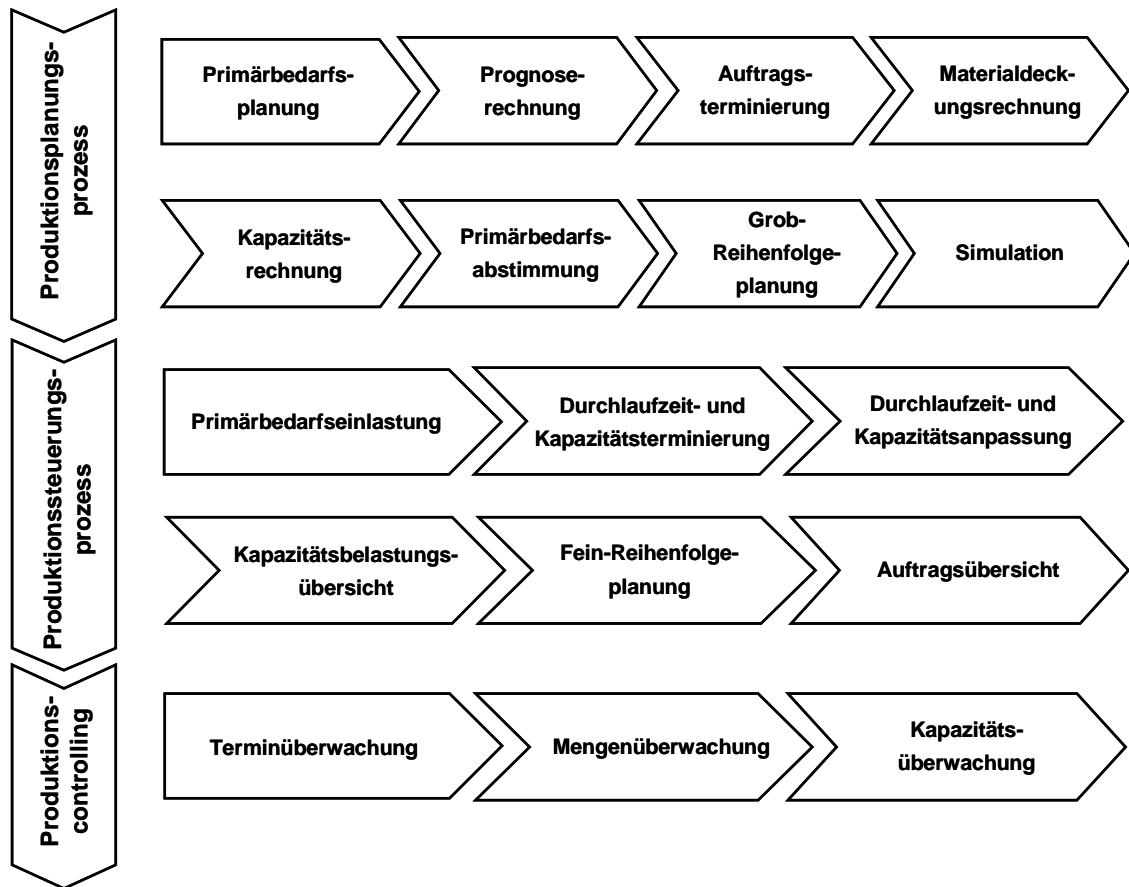 Produktionsplanungs-
prozess
Primärbedarfs-
planung
Prognose-
rechnung
Auftrags-
terminierung
Materialdeck-
ungsrechnung
Kapazitäts-
rechnung
Primärbedarfs-
abstimmung
Grob-
Reihenfolge-
planung
Simulation
Produktionssteuerungs-
prozess
Primärbedarfseinlastung
Durchlaufzeit- und
Kapazitätsterminierung
Durchlaufzeit- und
Kapazitätsanpassung
Kapazitätsbelastungs-
übersicht
Fein-Reihenfolge-
planung
Auftragsübersicht
Produktions-
controlling
Terminüberwachung
Mengenüberwachung
Kapazitäts-
überwachung